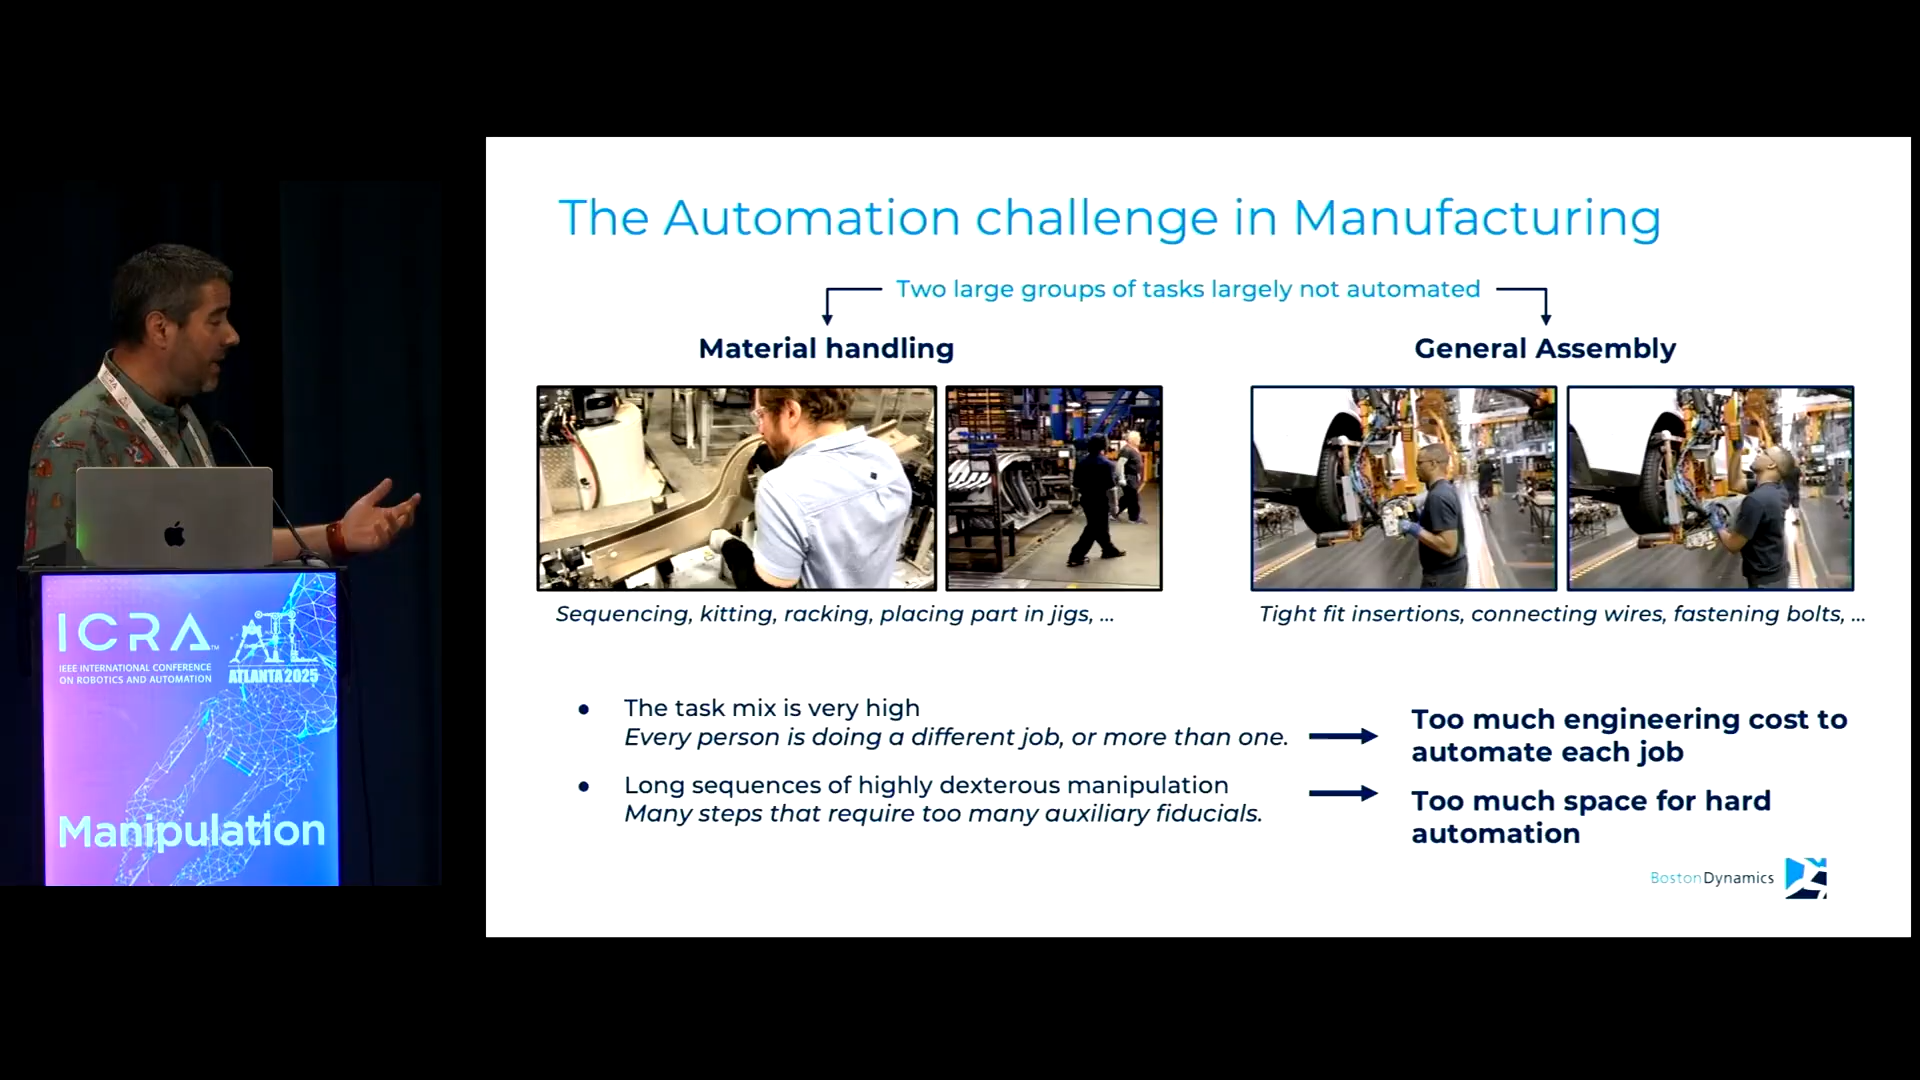 The Automation challenge in Manufacturing
Two large groups of tasks largely not automated
Material handling
General Assembly
Sequencing, kitting, racking, placing part in jigs, ...
Tight fit insertions, connecting wires, fastening bolts, ...
● The task mix is very high
Every person is doing a different job, or more than one.
Too much engineering cost to
automate each job
● Long sequences of highly dexterous manipulation
Many steps that require too many auxiliary fiducials.
Too much space for hard
automation
BostonDynamics
ICRA™
IEEE INTERNATIONAL CONFERENCE
ON ROBOTICS AND AUTOMATION
ATL
ATLANTA 2025
Manipulation